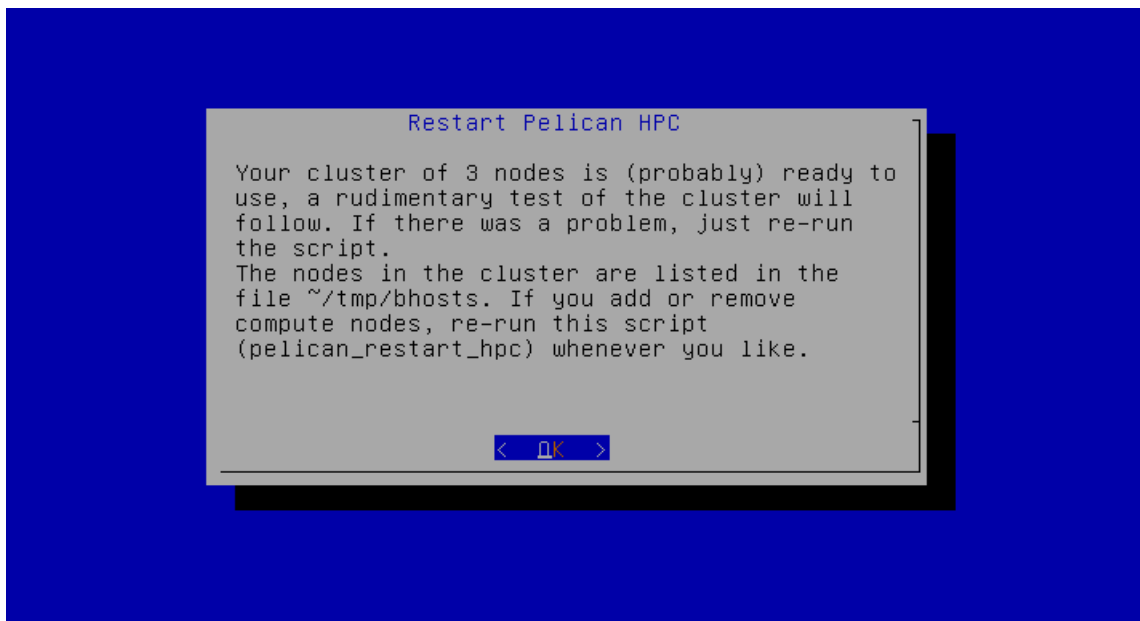 Restart Pelican HPC
Your cluster of 3 nodes is (probably) ready to
use, a rudimentary test of the cluster will
follow. If there was a problem, just re-run
the script.
The nodes in the cluster are listed in the
file ~/tmp/bhosts. If you add or remove
compute nodes, re-run this script
(pelican_restart_hpc) whenever you like.
<  OK  >